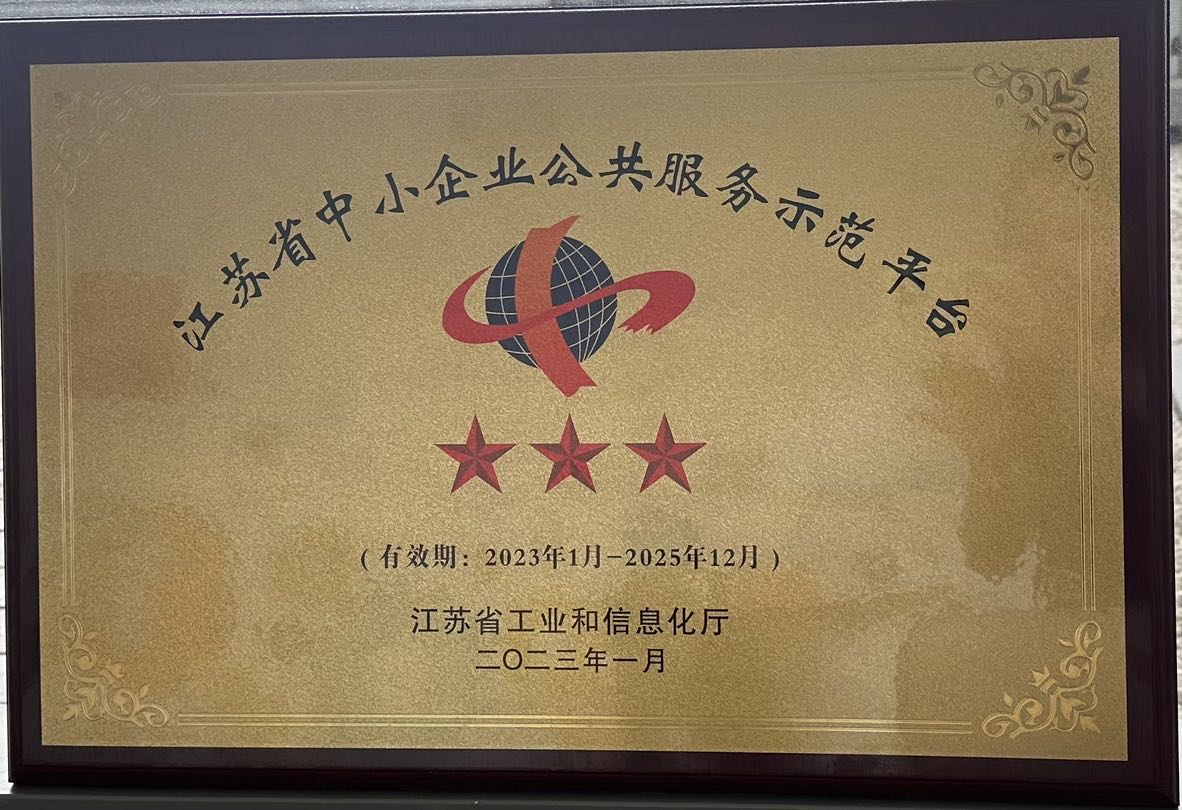 江苏省中小企业公共服务示范平台
（有效期：2023年1月-2025年12月）
江苏省工业和信息化厅
二〇二三年一月